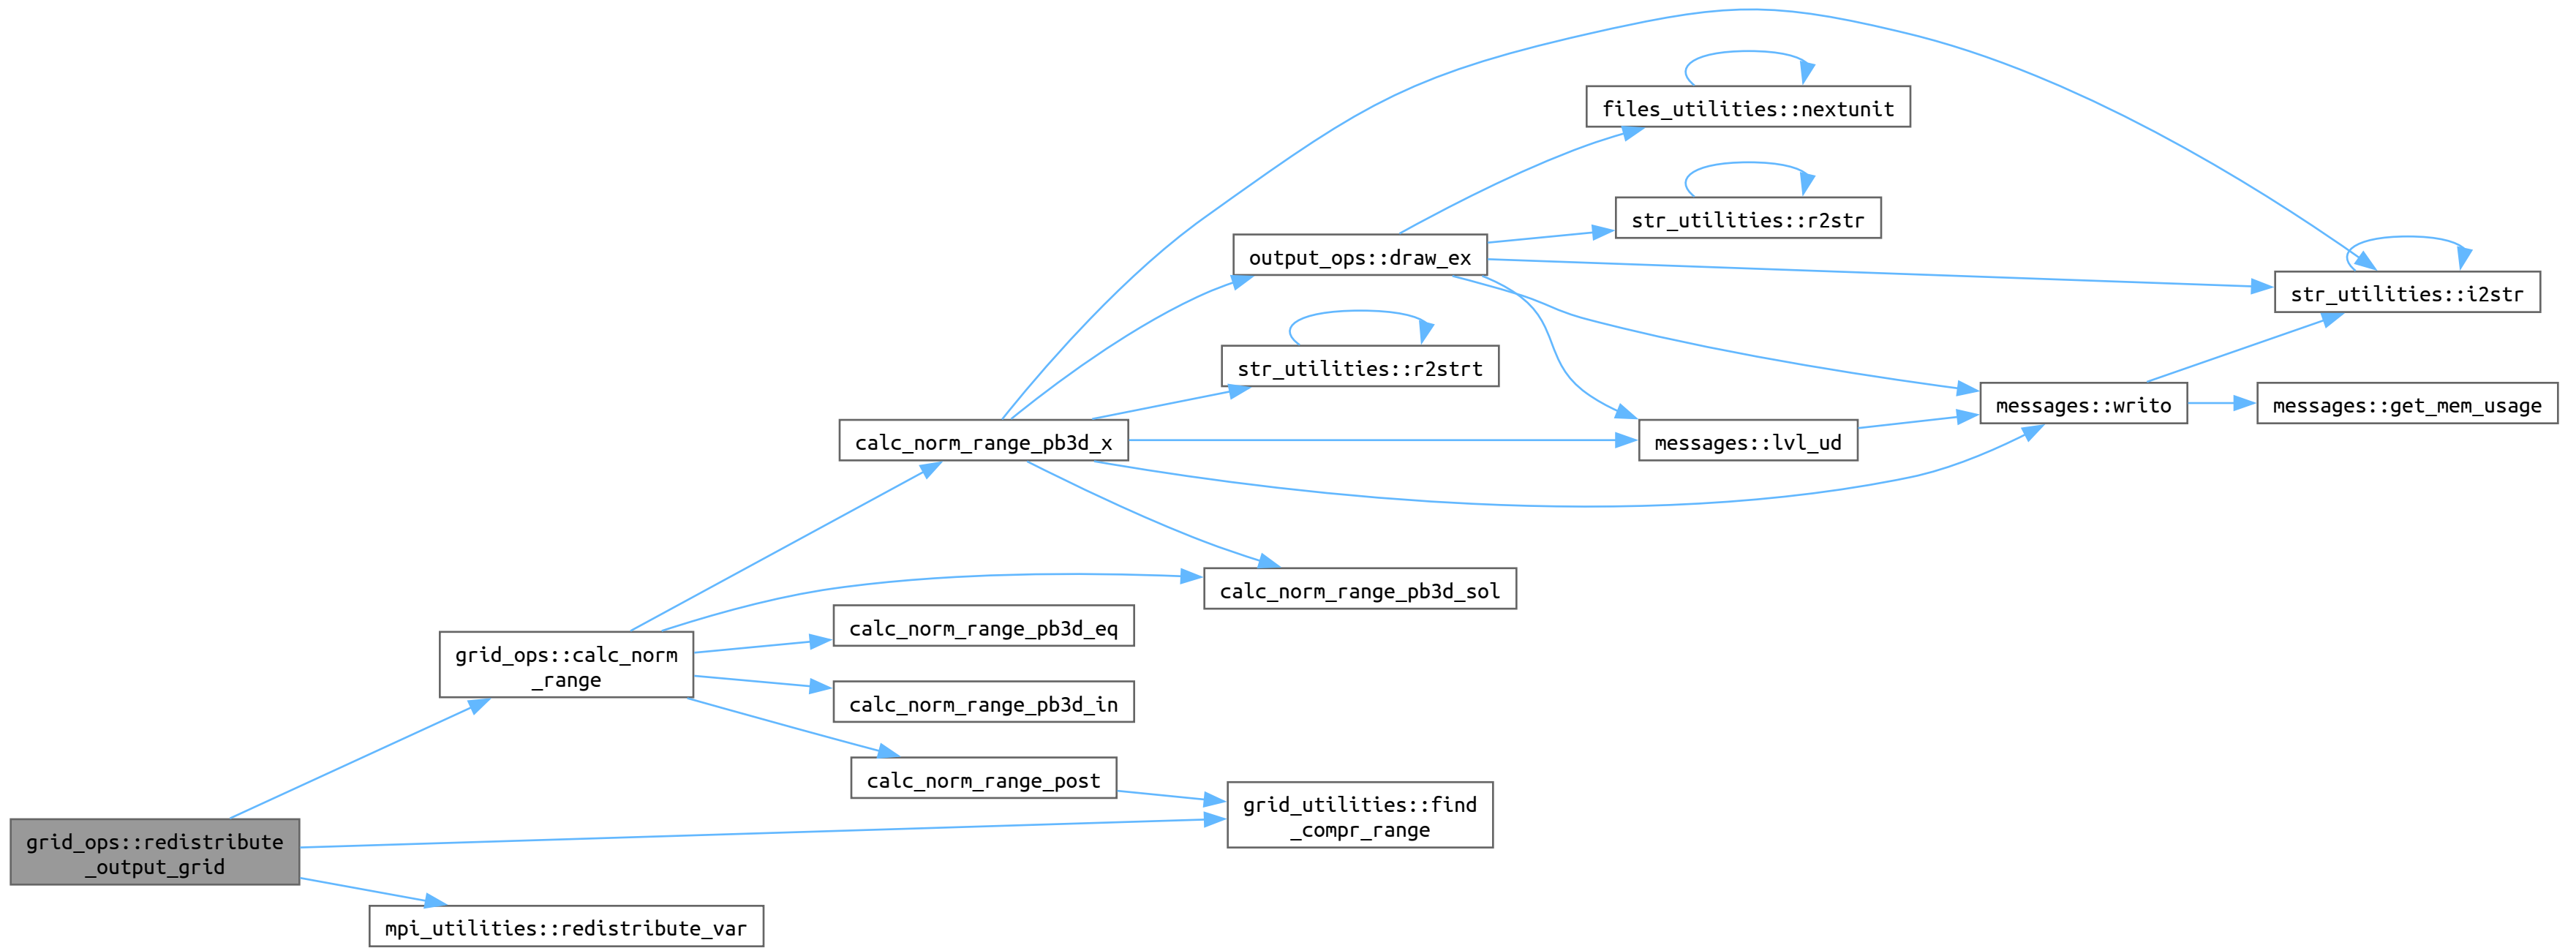 files_utilities::nextunit
str_utilities::r2str
output_ops::draw_ex
str_utilities::i2str
str_utilities::r2strt
messages::writo
messages::get_mem_usage
calc_norm_range_pb3d_x
messages::lvl_ud
calc_norm_range_pb3d_sol
calc_norm_range_pb3d_eq
grid_ops::calc_norm
_range
calc_norm_range_pb3d_in
calc_norm_range_post
grid_utilities::find
_compr_range
grid_ops::redistribute
_output_grid
mpi_utilities::redistribute_var